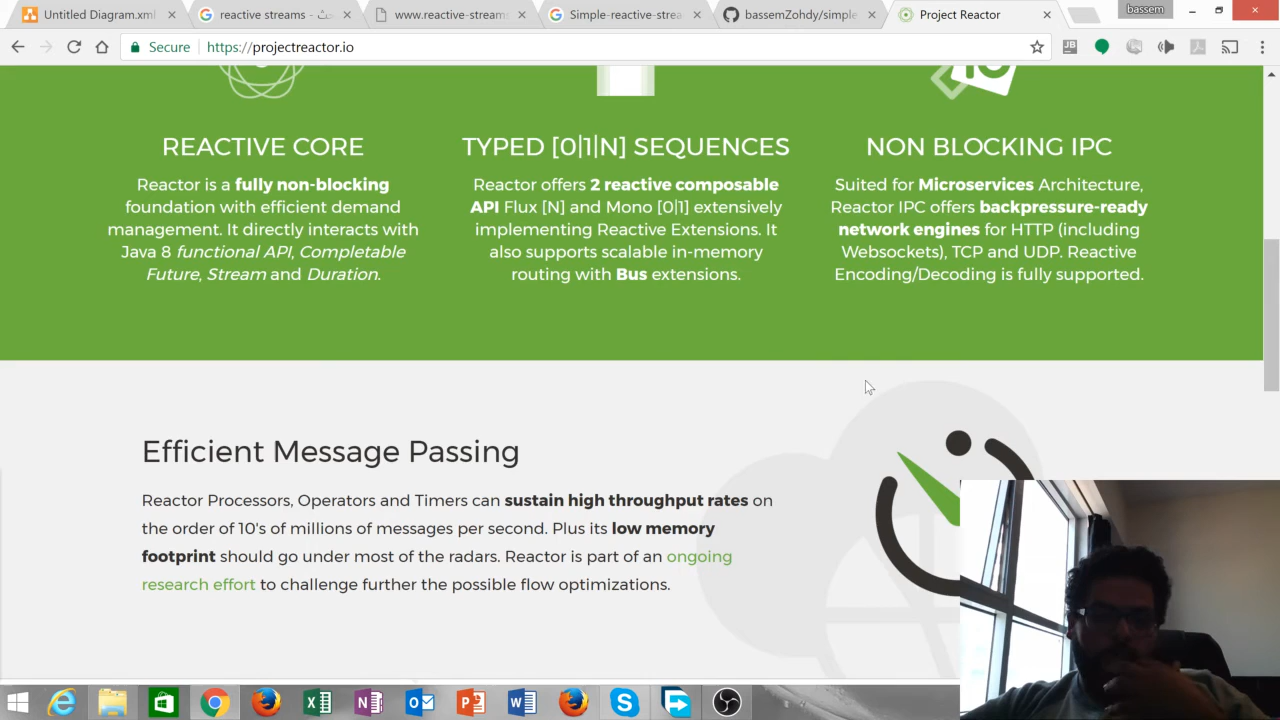 Untitled Diagram.xml
reactive streams - بحث
www.reactive-streams
Simple-reactive-strea
bassemZohdy/simple
Project Reactor
bassem
Secure
https://projectreactor.io
REACTIVE CORE
Reactor is a fully non-blocking
foundation with efficient demand
management. It directly interacts with
Java 8 functional API, Completable
Future, Stream and Duration.
TYPED [0|1|N] SEQUENCES
Reactor offers 2 reactive composable
API Flux [N] and Mono [0|1] extensively
implementing Reactive Extensions. It
also supports scalable in-memory
routing with Bus extensions.
NON BLOCKING IPC
Suited for Microservices Architecture,
Reactor IPC offers backpressure-ready
network engines for HTTP (including
Websockets), TCP and UDP. Reactive
Encoding/Decoding is fully supported.
Efficient Message Passing
Reactor Processors, Operators and Timers can sustain high throughput rates on
the order of 10's of millions of messages per second. Plus its low memory
footprint should go under most of the radars. Reactor is part of an ongoing
research effort to challenge further the possible flow optimizations.